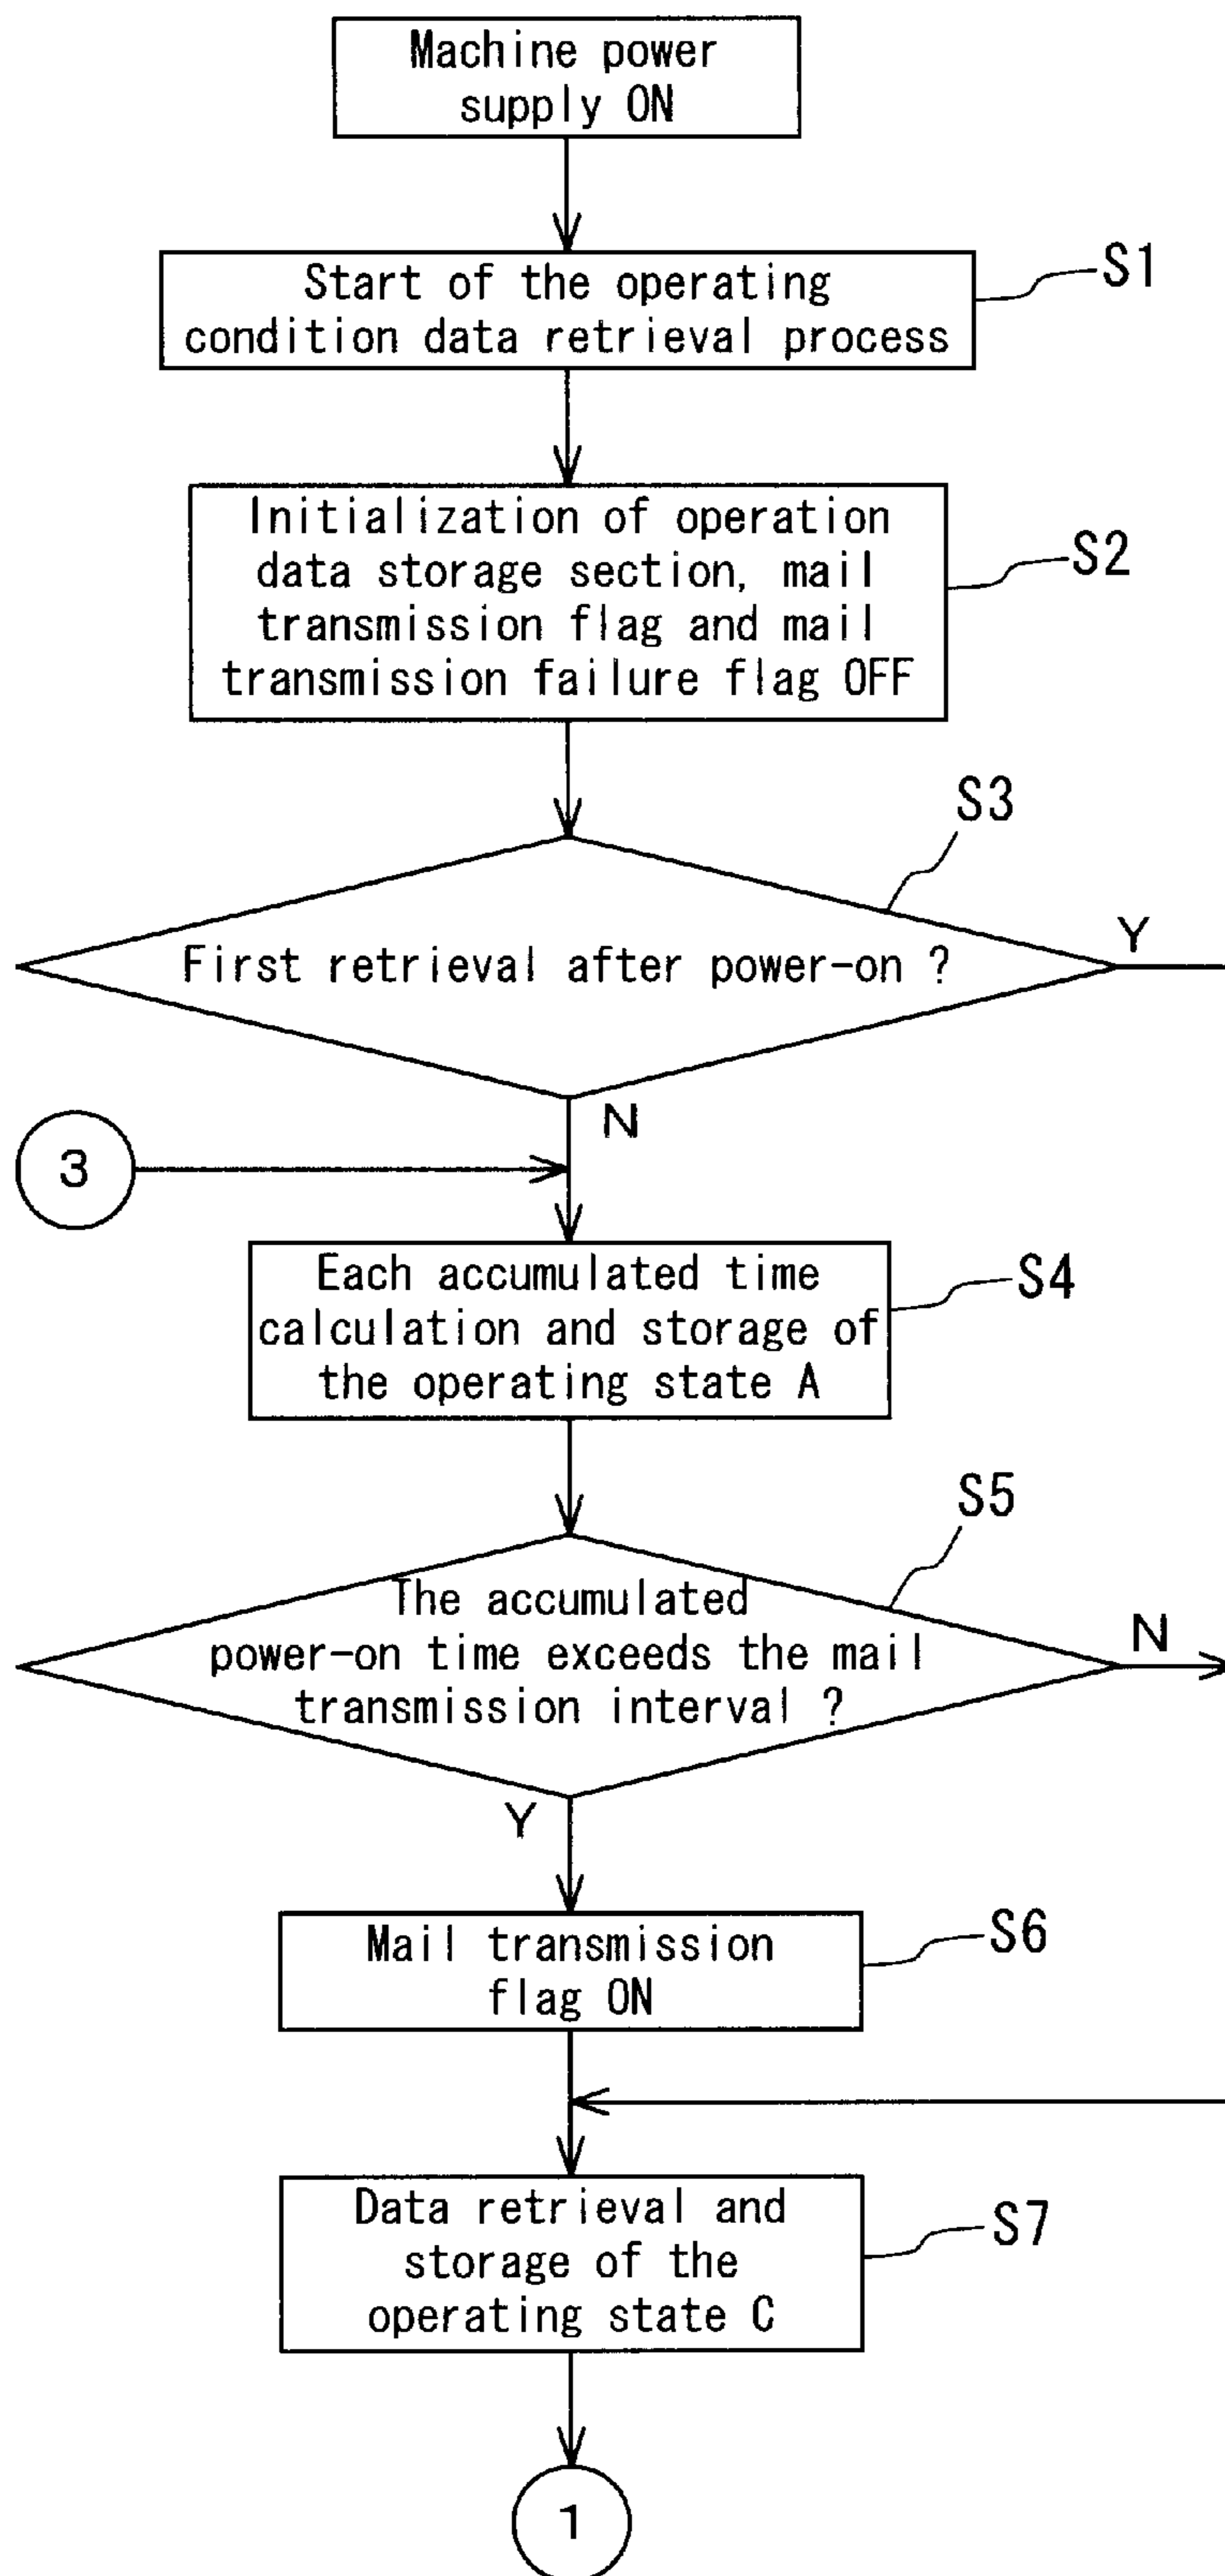 Machine power
supply ON
Start of the operating
condition data retrieval process
S1
Initialization of operation
data storage section, mail
transmission flag and mail
transmission failure flag OFF
S2
S3
First retrieval after power-on ?
Y
N
3
Each accumulated time
calculation and storage of
the operating state A
S4
S5
The accumulated
power-on time exceeds the mail
transmission interval ?
N
Y
Mail transmission
flag ON
S6
Data retrieval and
storage of the
operating state C
S7
1